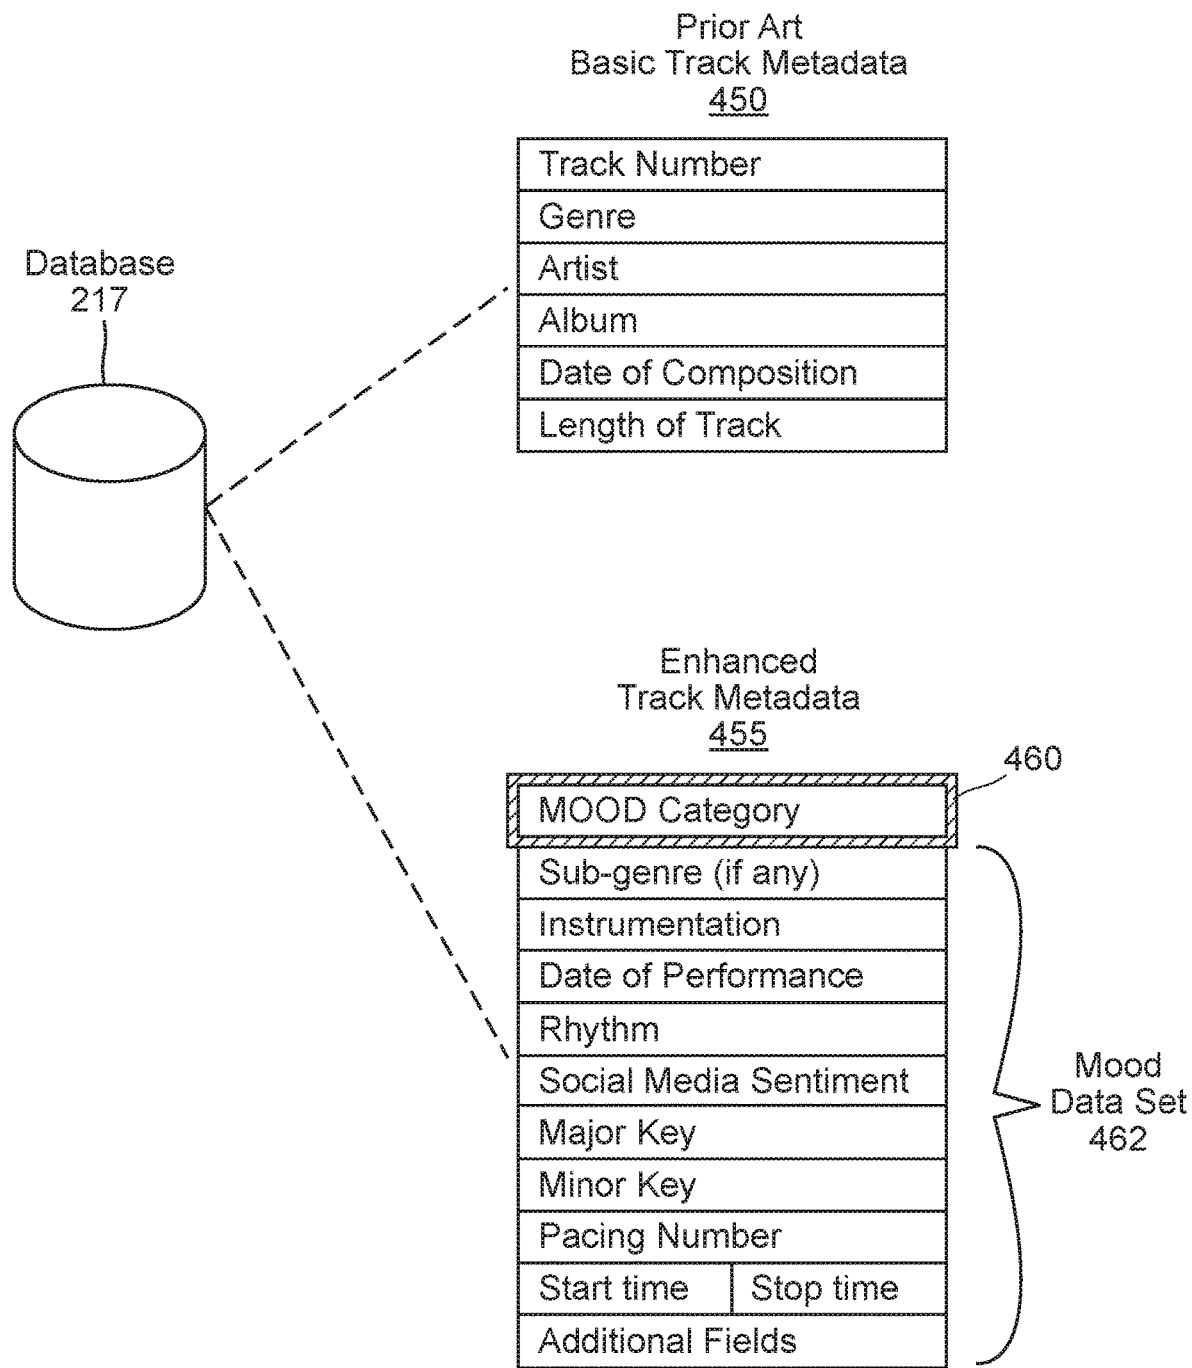 Prior Art
Basic Track Metadata
450
Track Number
Genre
Artist
Album
Date of Composition
Length of Track
Database
217
Enhanced
Track Metadata
455
460
MOOD Category
Sub-genre (if any)
Instrumentation
Date of Performance
Rhythm
Social Media Sentiment
Major Key
Minor Key
Pacing Number
Start time Stop time
Additional Fields
Mood
Data Set
462